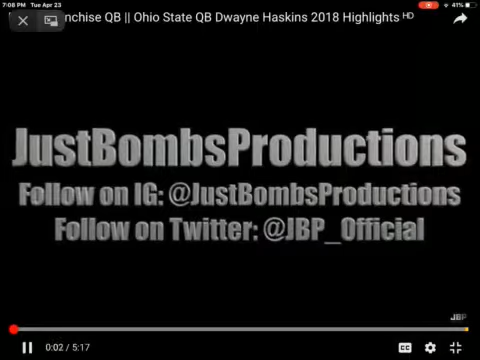 7:08 PM Tue Apr 23 41%
nchise QB || Ohio State QB Dwayne Haskins 2018 Highlights HD
JustBombsProductions
Follow on IG: @JustBombsProductions
Follow on Twitter: @JBP_Official
JBP
0:02 / 5:17 CC